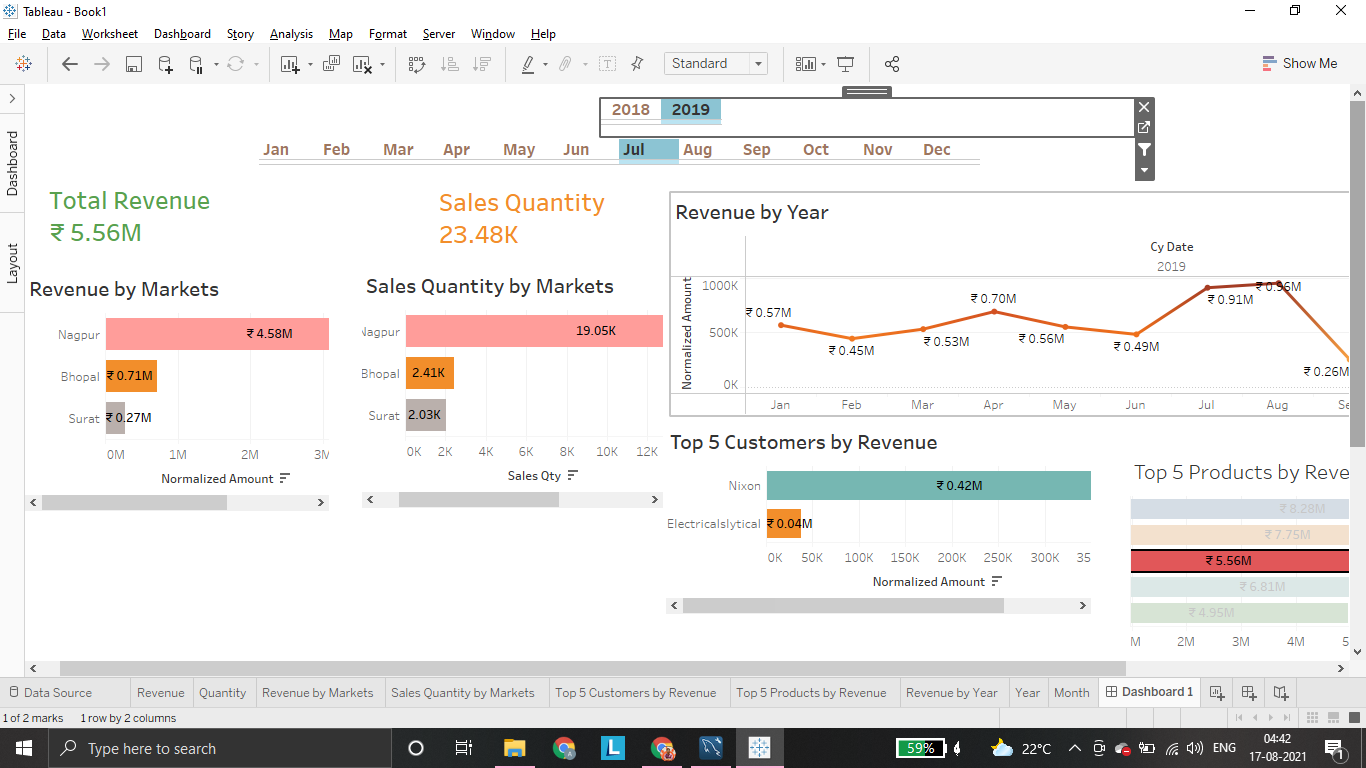 Tableau - Book1
File Data Worksheet Dashboard Story Analysis Map Format Server Window Help
Standard
Show Me
Dashboard
Layout
2018 2019
Jan Feb Mar Apr May Jun Jul Aug Sep Oct Nov Dec
Total Revenue
₹ 5.56M
Sales Quantity
23.48K
Revenue by Markets
Nagpur ₹ 4.58M
Bhopal ₹ 0.71M
Surat ₹ 0.27M
0M 1M 2M 3M
Normalized Amount
Sales Quantity by Markets
Nagpur 19.05K
Bhopal 2.41K
Surat 2.03K
0K 2K 4K 6K 8K 10K 12K
Sales Qty
Revenue by Year
Cy Date
2019
Normalized Amount
1000K
500K
0K
₹ 0.57M ₹ 0.45M ₹ 0.53M ₹ 0.70M ₹ 0.56M ₹ 0.49M ₹ 0.91M ₹ 0.96M ₹ 0.26M
Jan Feb Mar Apr May Jun Jul Aug Se
Top 5 Customers by Revenue
Nixon ₹ 0.42M
Electricalslytical ₹ 0.04M
0K 50K 100K 150K 200K 250K 300K 35
Normalized Amount
Top 5 Products by Reve
₹ 8.28M
₹ 7.75M
₹ 5.56M
₹ 6.81M
₹ 4.95M
M 2M 3M 4M 5
Data Source Revenue Quantity Revenue by Markets Sales Quantity by Markets Top 5 Customers by Revenue Top 5 Products by Revenue Revenue by Year Year Month Dashboard 1
1 of 2 marks 1 row by 2 columns
Type here to search
L
59%
22°C
ENG
04:42
17-08-2021
1